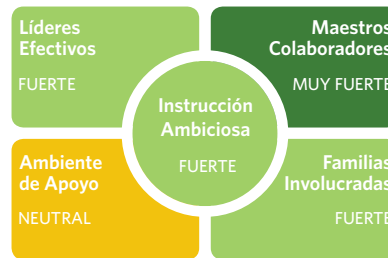 Líderes
Efectivos
FUERTE
Maestros
Colaboradores
MUY FUERTE
Instrucción
Ambiciosa
FUERTE
Ambiente
de Apoyo
NEUTRAL
Familias
Involucradas
FUERTE